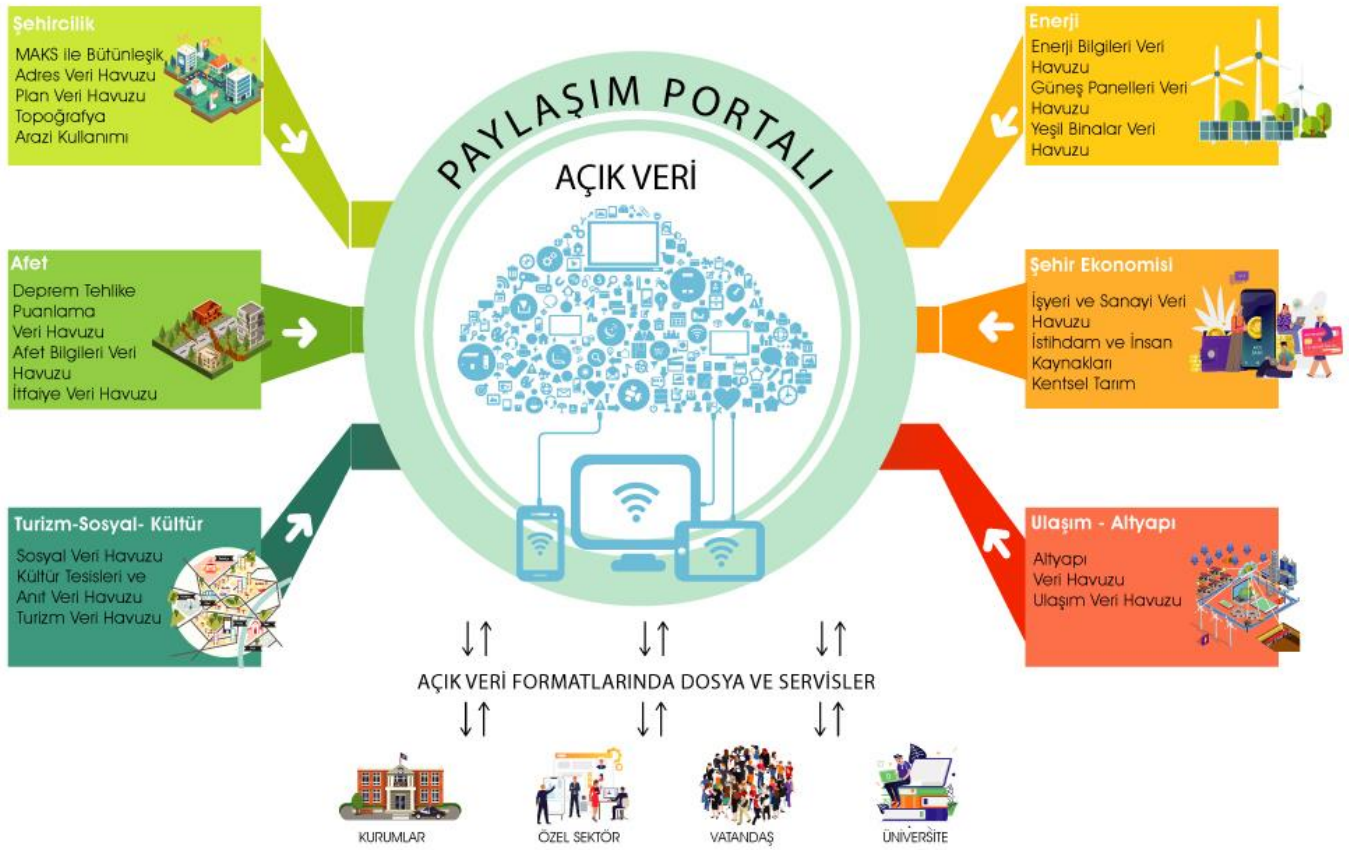 Şehircilik
MAKS ile Bütünleşik
Adres Veri Havuzu
Plan Veri Havuzu
Topoğrafya
Arazi Kullanımı
Afet
Deprem Tehlike
Puanlama
Veri Havuzu
Afet Bilgileri Veri
Havuzu
İtfaiye Veri Havuzu
Turizm-Sosyal- Kültür
Sosyal Veri Havuzu
Kültür Tesisleri ve
Anıt Veri Havuzu
Turizm Veri Havuzu
PAYLAŞIM PORTALI
AÇIK VERİ
Enerji
Enerji Bilgileri Veri
Havuzu
Güneş Panelleri Veri
Havuzu
Yeşil Binalar Veri
Havuzu
Şehir Ekonomisi
İşyeri ve Sanayi Veri
Havuzu
İstihdam ve İnsan
Kaynakları
Kentsel Tarım
Ulaşım - Altyapı
Altyapı
Veri Havuzu
Ulaşım Veri Havuzu
AÇIK VERİ FORMATLARINDA DOSYA VE SERVİSLER
KURUMLAR
ÖZEL SEKTÖR
VATANDAŞ
ÜNİVERSİTE